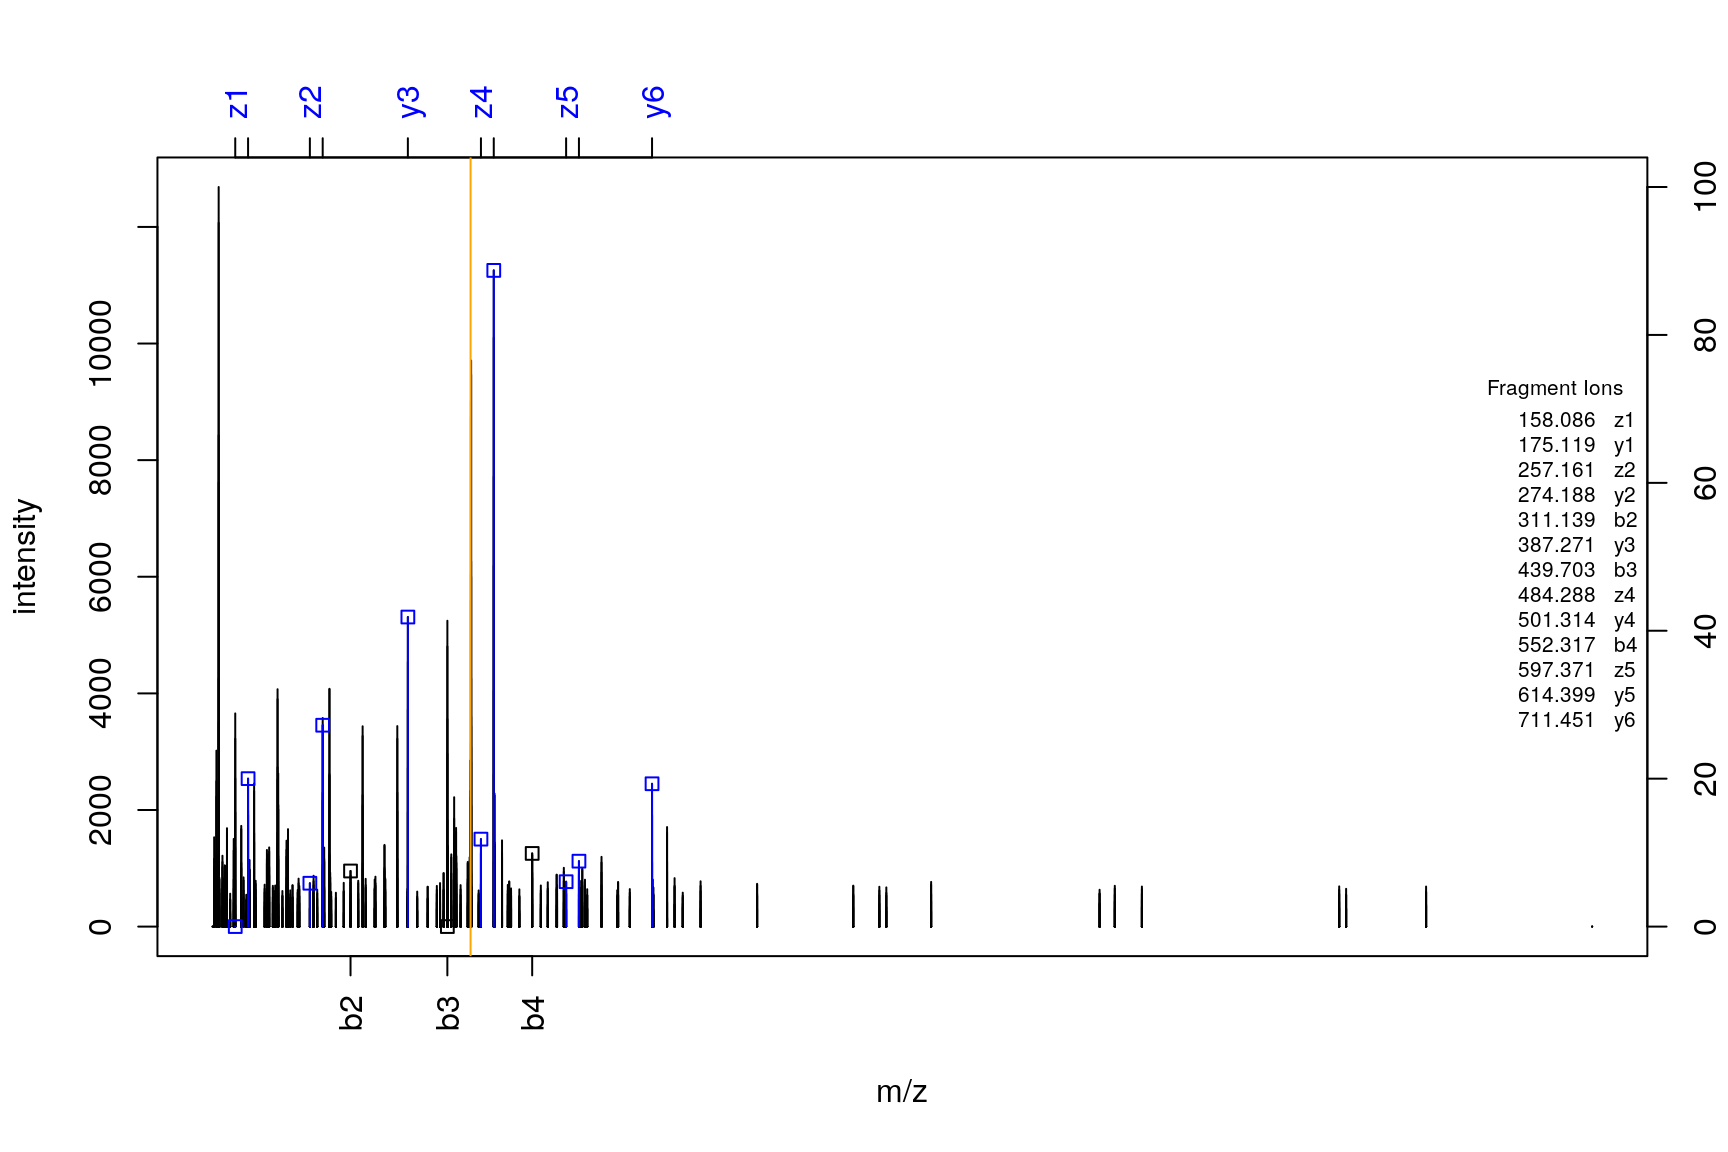 z1 z2 y3 z4 z5 y6
intensity
0 2000 4000 6000 8000 10000
0 20 40 60 80 100
Fragment Ions
158.086 z1
175.119 y1
257.161 z2
274.188 y2
311.139 b2
387.271 y3
439.703 b3
484.288 z4
501.314 y4
552.317 b4
597.371 z5
614.399 y5
711.451 y6
b2 b3 b4
m/z